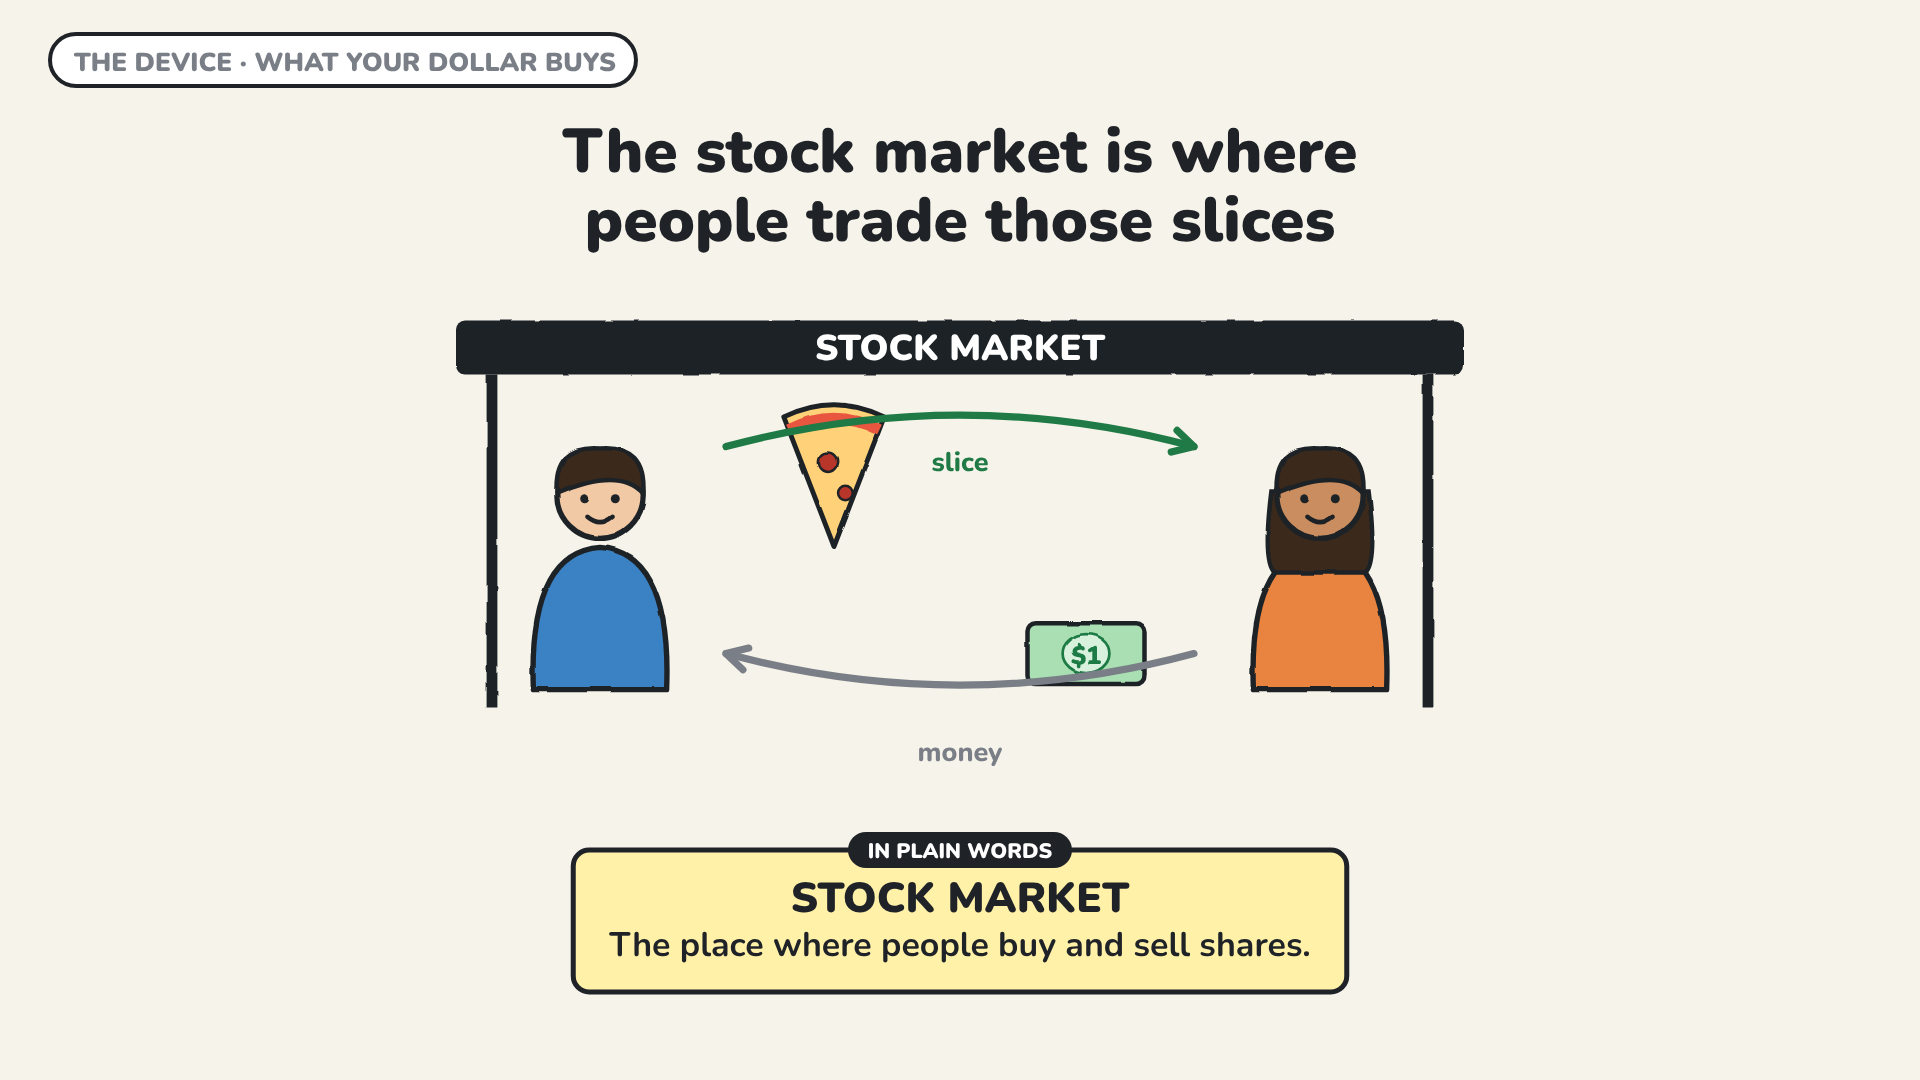 THE DEVICE · WHAT YOUR DOLLAR BUYS
The stock market is where
people trade those slices
STOCK MARKET
slice
$1
money
IN PLAIN WORDS
STOCK MARKET
The place where people buy and sell shares.